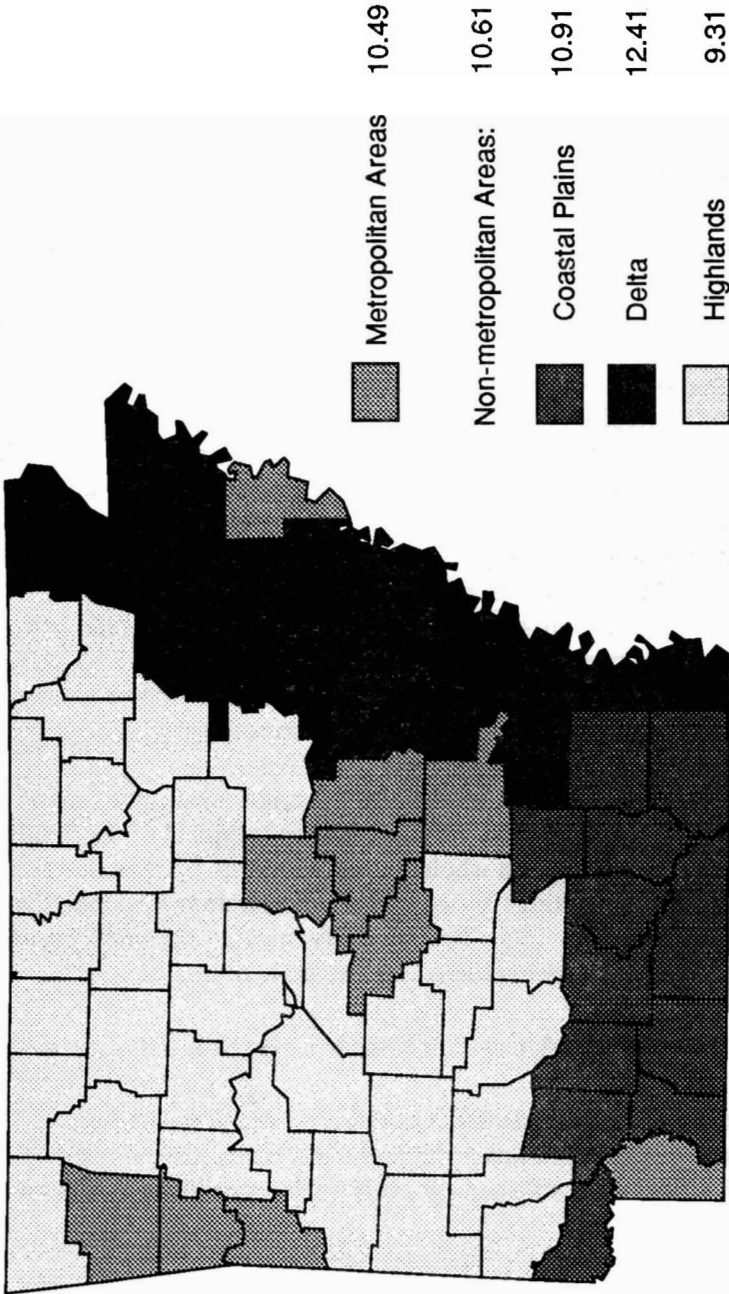 Metropolitan Areas 10.49
Non-metropolitan Areas: 10.61
Coastal Plains 10.91
Delta 12.41
Highlands 9.31